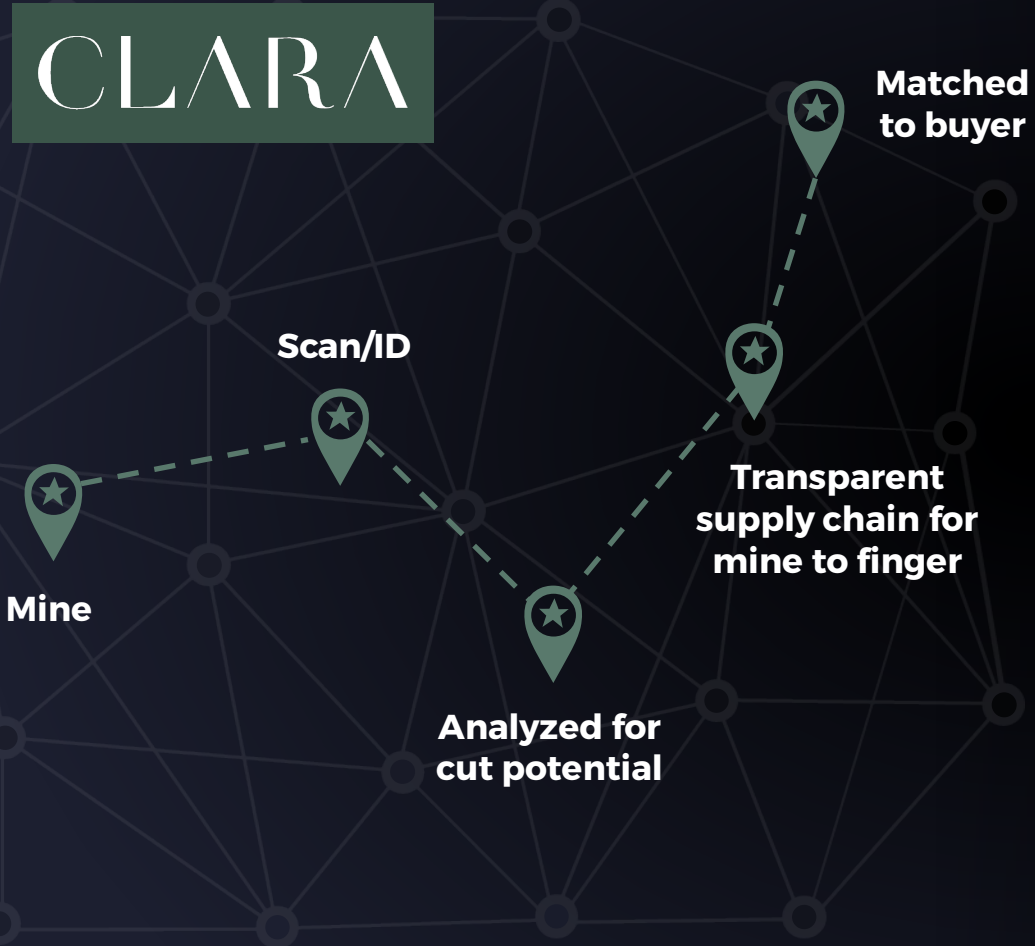 CLARA
Matched
to buyer
Scan/ID
Transparent
supply chain for
mine to finger
Mine
Analyzed for
cut potential